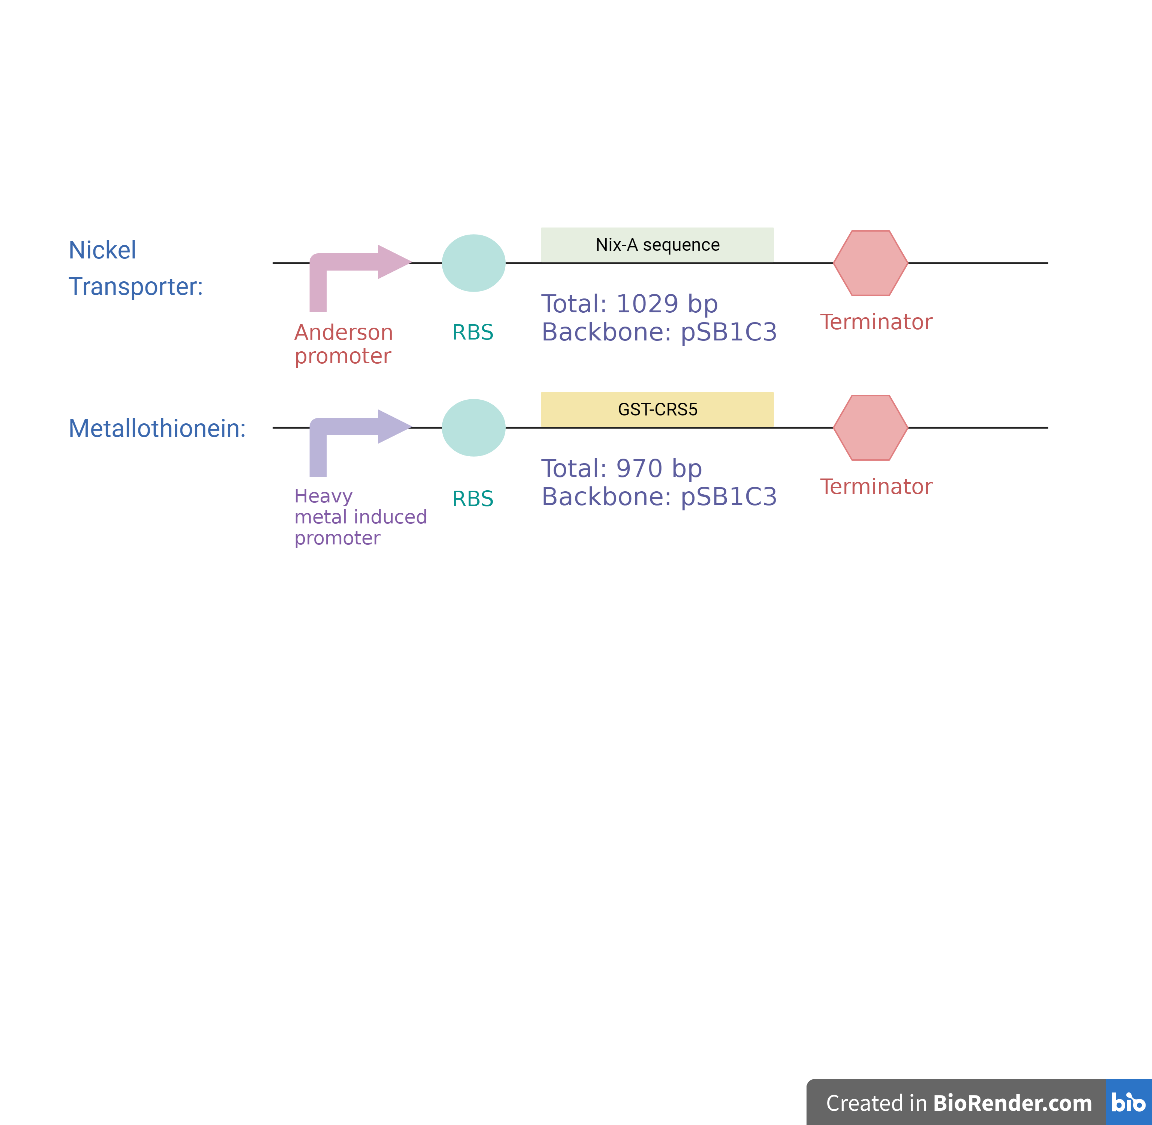 Nickel
Transporter:
Nix-A sequence
Anderson
promoter
RBS
Total: 1029 bp
Backbone: pSB1C3
Terminator
Metallothionein:
GST-CRS5
Heavy
metal induced
promoter
RBS
Total: 970 bp
Backbone: pSB1C3
Terminator
Created in BioRender.com bio